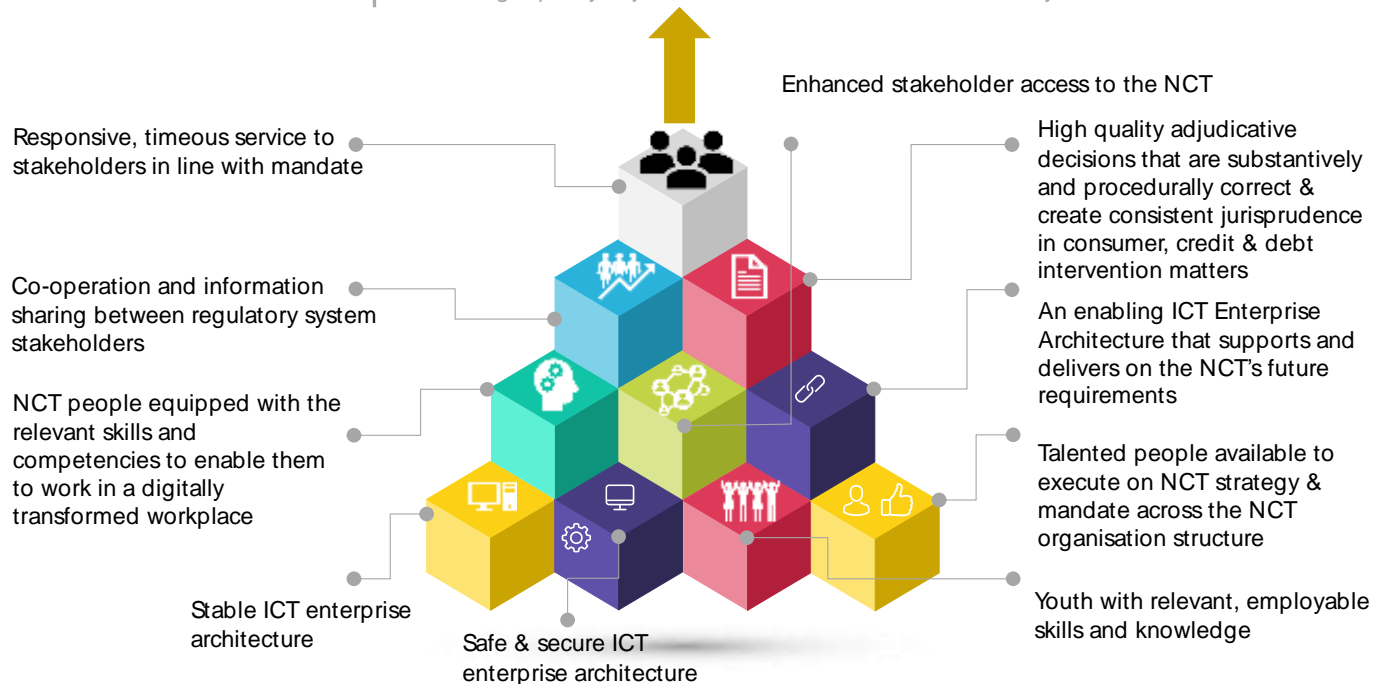 Enhanced stakeholder access to the NCT
Responsive, timeous service to
stakeholders in line with mandate
High quality adjudicative
decisions that are substantively
and procedurally correct &
create consistent jurisprudence
in consumer, credit & debt
intervention matters
Co-operation and information
sharing between regulatory system
stakeholders
An enabling ICT Enterprise
Architecture that supports and
delivers on the NCT's future
requirements
NCT people equipped with the
relevant skills and
competencies to enable them
to work in a digitally
transformed workplace
Talented people available to
execute on NCT strategy &
mandate across the NCT
organisation structure
Stable ICT enterprise
architecture
Safe & secure ICT
enterprise architecture
Youth with relevant, employable
skills and knowledge